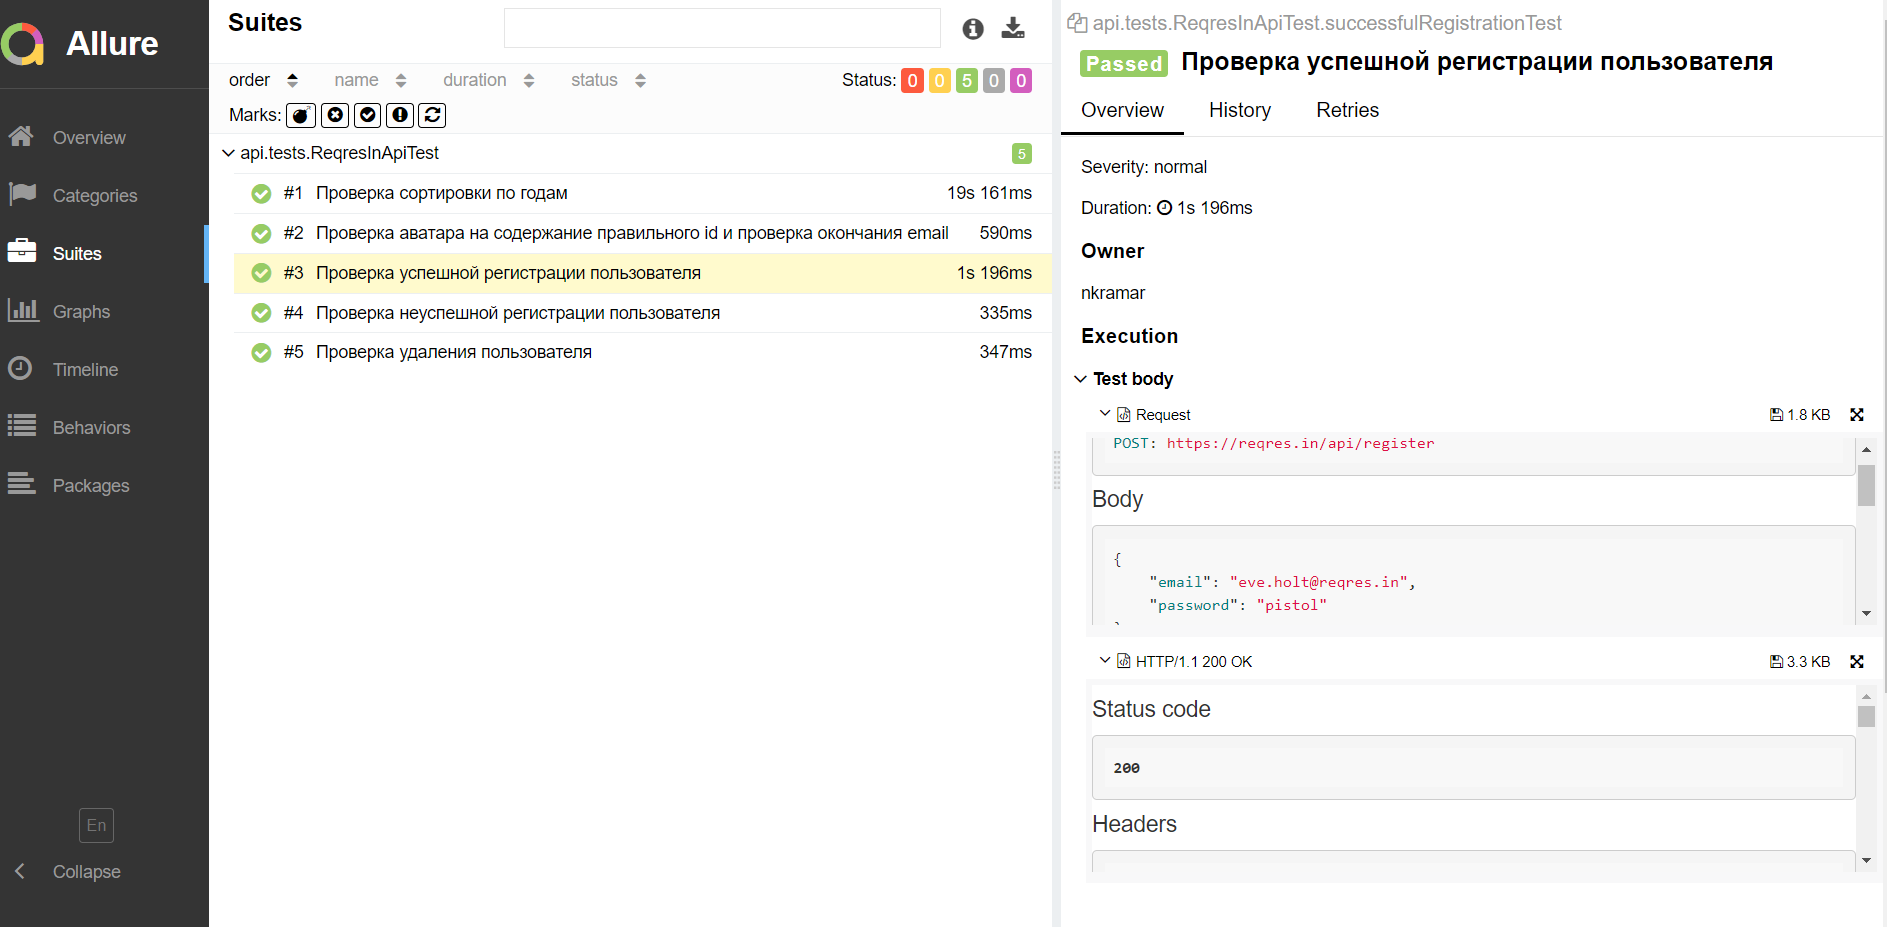 Allure
Overview
Categories
Suites
Graphs
Timeline
Behaviors
Packages
En
Collapse
Suites
order name duration status Status: 0 0 5 0 0
Marks:
api.tests.ReqresInApiTest 5
#1 Проверка сортировки по годам 19s 161ms
#2 Проверка аватара на содержание правильного id и проверка окончания email 590ms
#3 Проверка успешной регистрации пользователя 1s 196ms
#4 Проверка неуспешной регистрации пользователя 335ms
#5 Проверка удаления пользователя 347ms
api.tests.ReqresInApiTest.successfulRegistrationTest
Passed Проверка успешной регистрации пользователя
Overview History Retries
Severity: normal
Duration: 1s 196ms
Owner
nkramar
Execution
Test body
Request 1.8 KB
POST: https://reqres.in/api/register
Body
{
"email": "eve.holt@reqres.in",
"password": "pistol"
HTTP/1.1 200 OK 3.3 KB
Status code
200
Headers